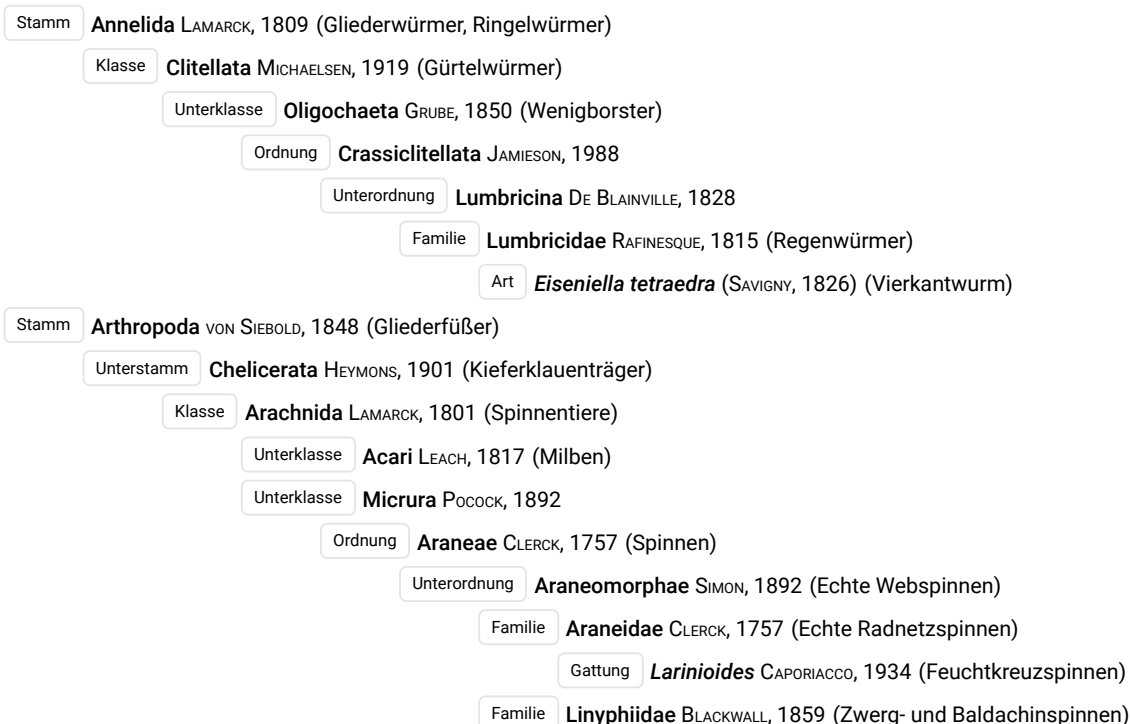 Stamm Annelida Lamarck, 1809 (Gliederwürmer, Ringelwürmer)
Klasse Clitellata Michaelsen, 1919 (Gürtelwürmer)
Unterklasse Oligochaeta Grube, 1850 (Wenigborster)
Ordnung Crassiclitellata Jamieson, 1988
Unterordnung Lumbricina De Blainville, 1828
Familie Lumbricidae Rafinesque, 1815 (Regenwürmer)
Art Eiseniella tetraedra (Savigny, 1826) (Vierkantwurm)
Stamm Arthropoda von Siebold, 1848 (Gliederfüßer)
Unterstamm Chelicerata Heymons, 1901 (Kieferklauenträger)
Klasse Arachnida Lamarck, 1801 (Spinnentiere)
Unterklasse Acari Leach, 1817 (Milben)
Unterklasse Micrura Pocock, 1892
Ordnung Araneae Clerck, 1757 (Spinnen)
Unterordnung Araneomorphae Simon, 1892 (Echte Webspinnen)
Familie Araneidae Clerck, 1757 (Echte Radnetzspinnen)
Gattung Larinioides Caporiacco, 1934 (Feuchtkreuzspinnen)
Familie Linyphiidae Blackwall, 1859 (Zwerg- und Baldachinspinnen)